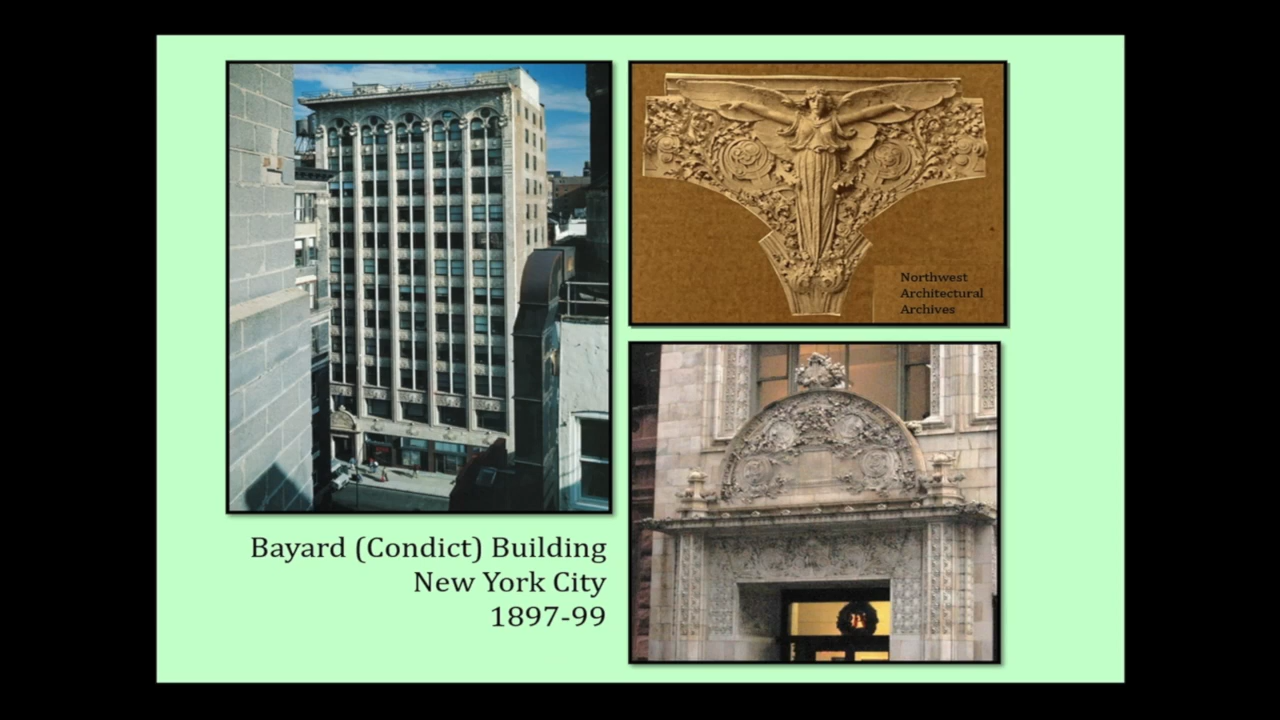 Northwest
Architectural
Archives
Bayard (Condict) Building
New York City
1897-99